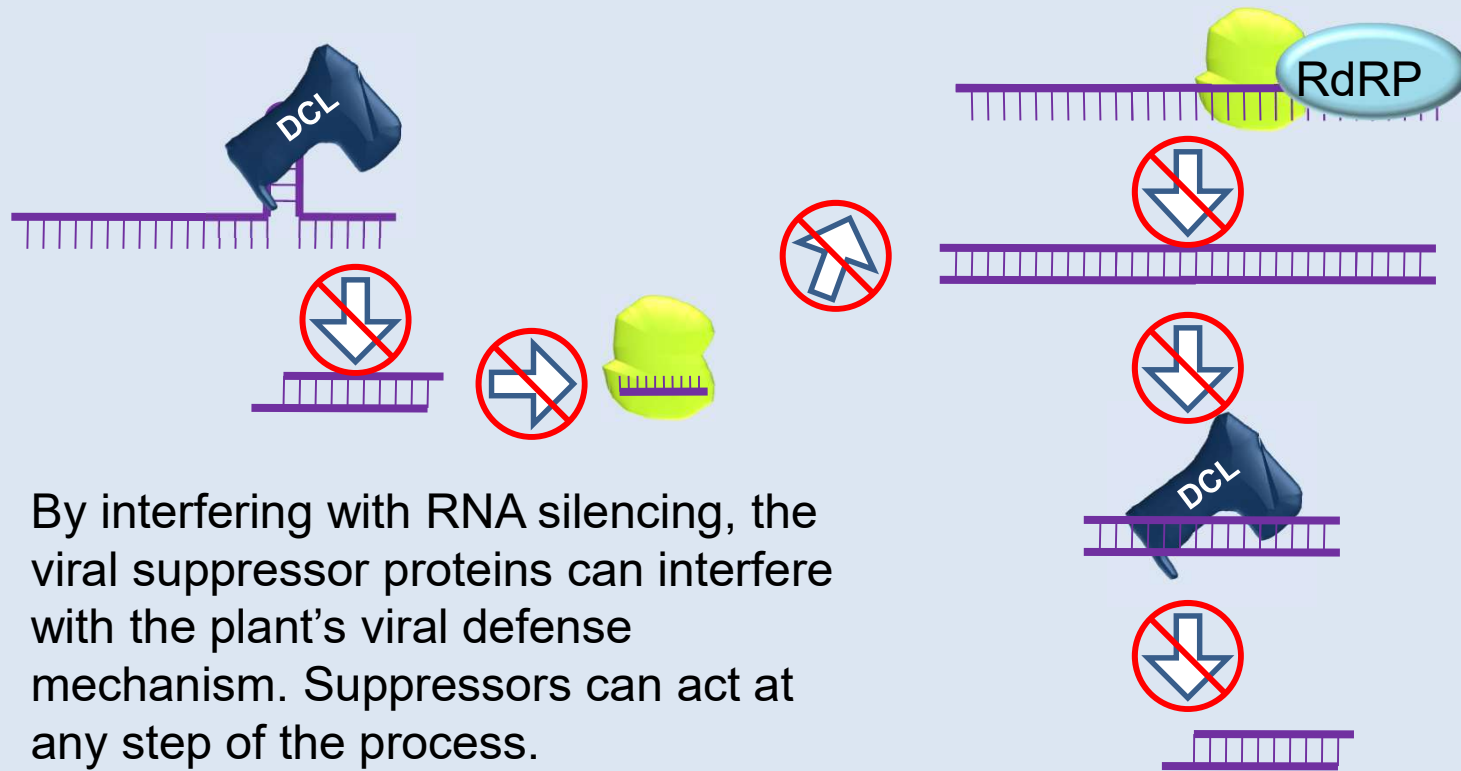 DCL
RdRP
DCL
By interfering with RNA silencing, the
viral suppressor proteins can interfere
with the plant’s viral defense
mechanism. Suppressors can act at
any step of the process.